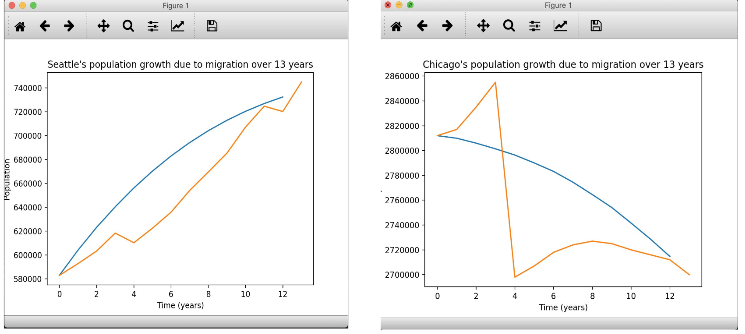 Figure 1
Seattle's population growth due to migration over 13 years
740000
720000
700000
680000
660000
640000
620000
600000
580000
Population
0 2 4 6 8 10 12
Time (years)
Figure 1
Chicago's population growth due to migration over 13 years
2860000
2840000
2820000
2800000
2780000
2760000
2740000
2720000
2700000
0 2 4 6 8 10 12
Time (years)